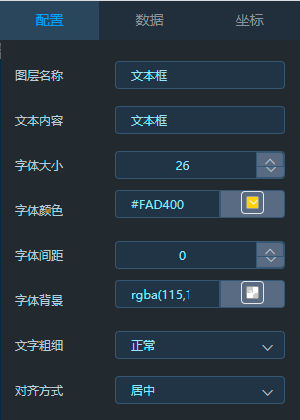 配置 数据 坐标
图层名称 文本框
文本内容 文本框
字体大小 26
字体颜色 #FAD400
字体间距 0
字体背景 rgba(115,1
文字粗细 正常
对齐方式 居中